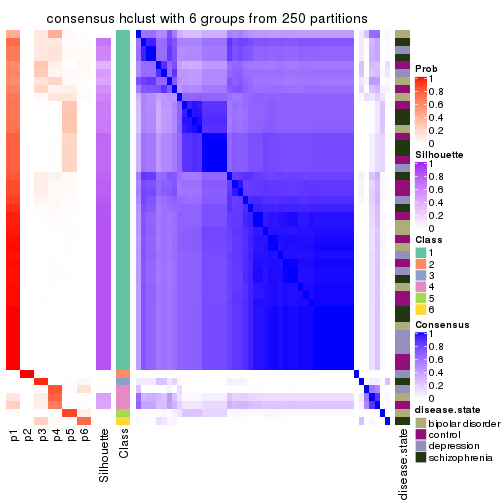 consensus hclust with 6 groups from 250 partitions
Prob
1
0.8
0.6
0.4
0.2
0
Silhouette
1
0.8
0.6
0.4
0.2
0
Class
1
2
3
4
5
6
Consensus
1
0.8
0.6
0.4
0.2
0
disease.state
bipolar disorder
control
depression
schizophrenia
p1
p2
p3
p4
p5
p6
Silhouette
Class
disease.state